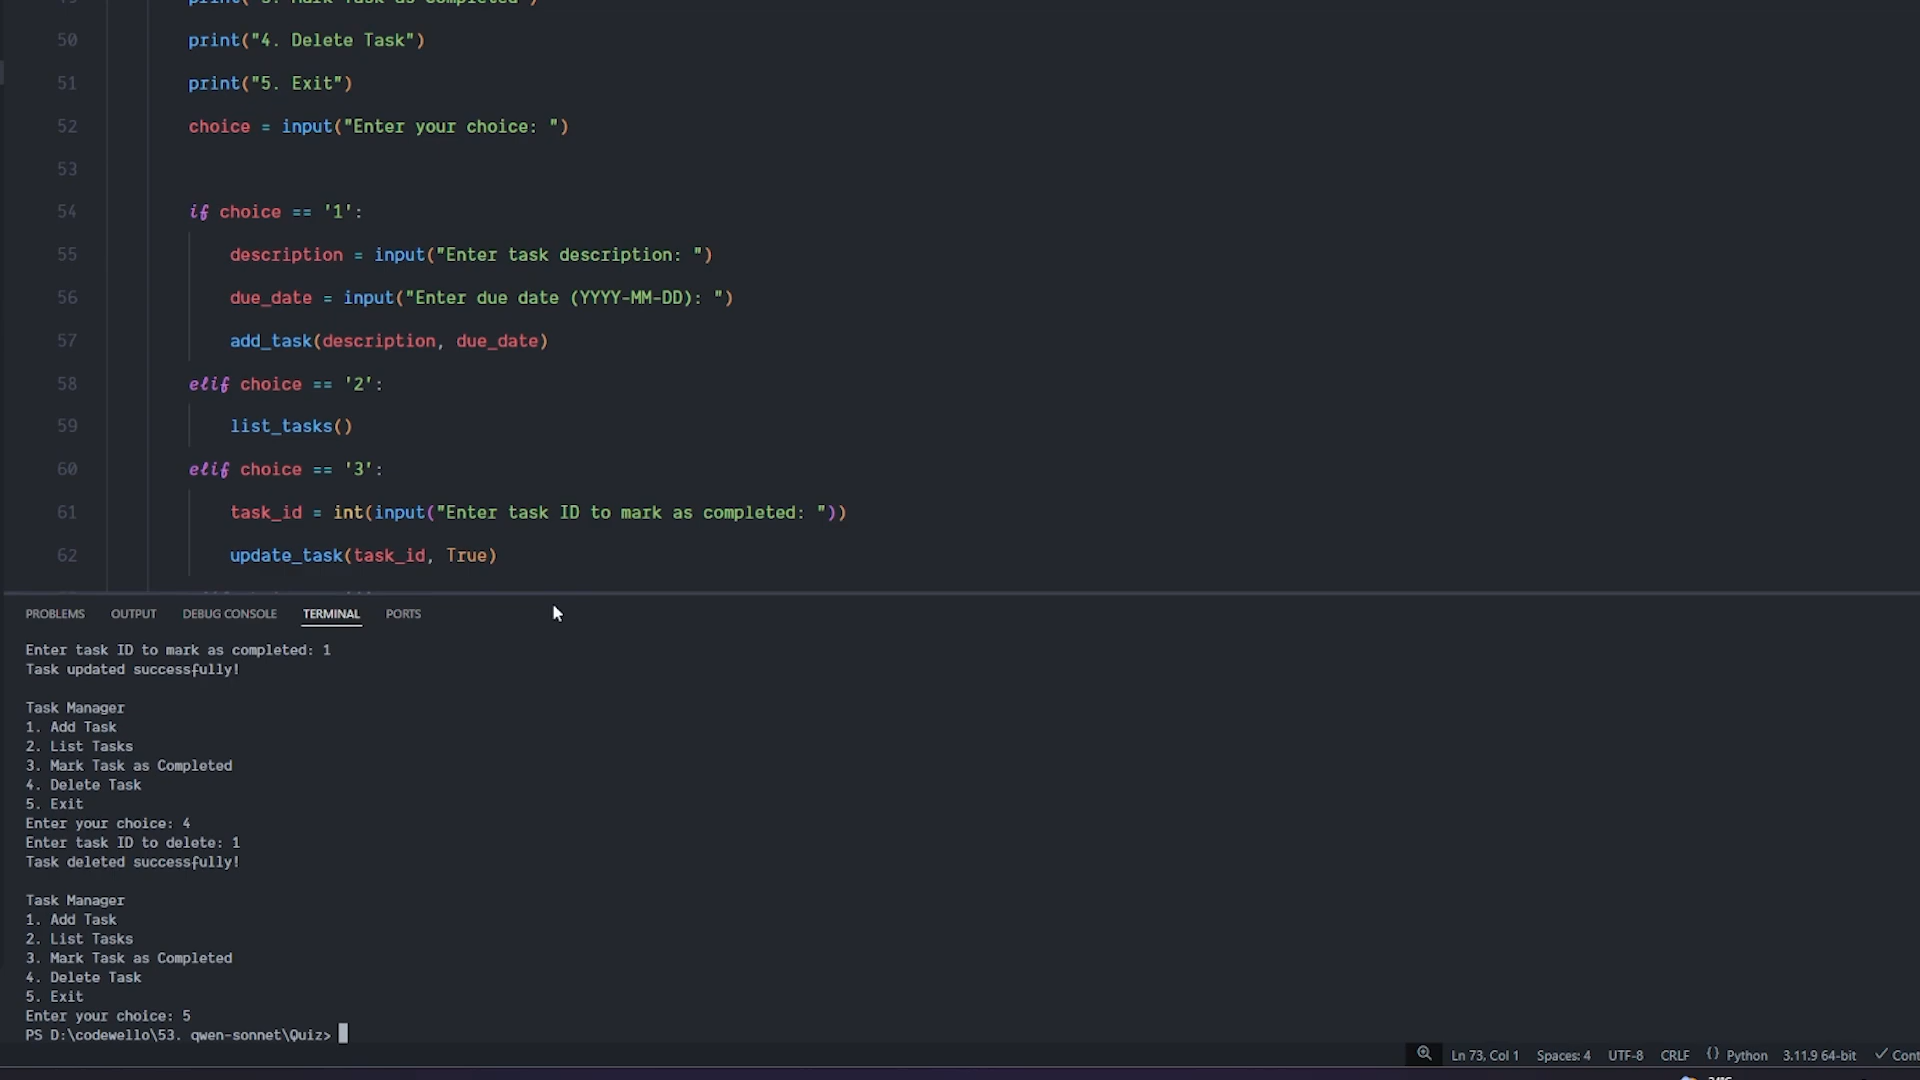 49 print("3. Mark Task as Completed")
50 print("4. Delete Task")
51 print("5. Exit")
52 choice = input("Enter your choice: ")
53
54 if choice == '1':
55 description = input("Enter task description: ")
56 due_date = input("Enter due date (YYYY-MM-DD): ")
57 add_task(description, due_date)
58 elif choice == '2':
59 list_tasks()
60 elif choice == '3':
61 task_id = int(input("Enter task ID to mark as completed: "))
62 update_task(task_id, True)
PROBLEMS OUTPUT DEBUG CONSOLE TERMINAL PORTS
Enter task ID to mark as completed: 1
Task updated successfully!
Task Manager
1. Add Task
2. List Tasks
3. Mark Task as Completed
4. Delete Task
5. Exit
Enter your choice: 4
Enter task ID to delete: 1
Task deleted successfully!
Task Manager
1. Add Task
2. List Tasks
3. Mark Task as Completed
4. Delete Task
5. Exit
Enter your choice: 5
PS D:\codewello\53. qwen-sonnet\Quiz>
Ln 73, Col 1 Spaces: 4 UTF-8 CRLF {} Python 3.11.9 64-bit ✓ Cont